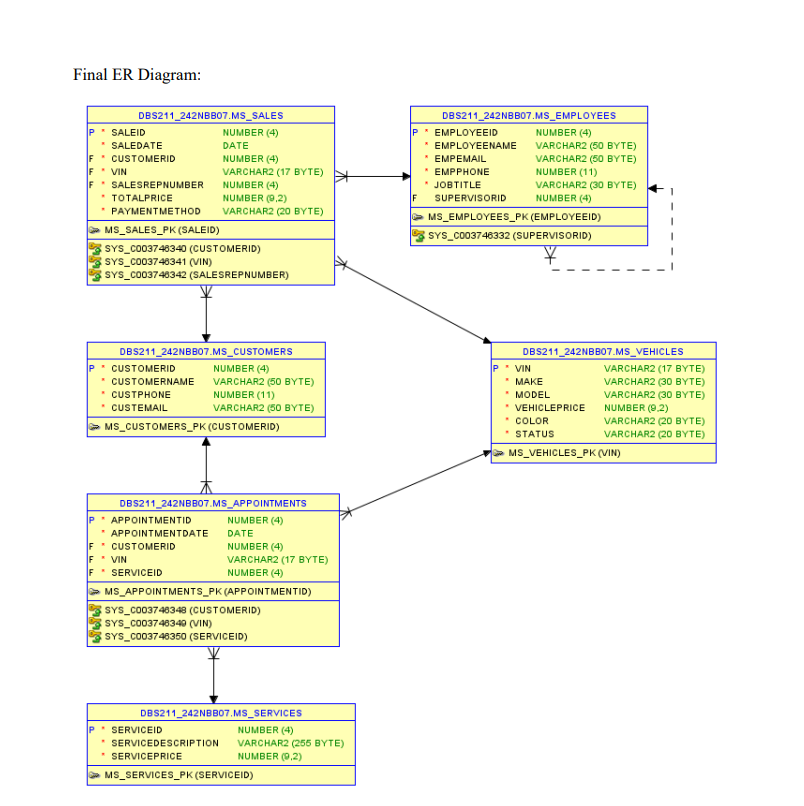 Final ER Diagram:
DBS211_242NBB07.MS_SALES
P * SALEID NUMBER (4)
* SALEDATE DATE
F * CUSTOMERID NUMBER (4)
F * VIN VARCHAR2 (17 BYTE)
F * SALESREPNUMBER NUMBER (4)
* TOTALPRICE NUMBER (9,2)
* PAYMENTMETHOD VARCHAR2 (20 BYTE)
MS_SALES_PK (SALEID)
SYS_C003746340 (CUSTOMERID)
SYS_C003746341 (VIN)
SYS_C003746342 (SALESREPNUMBER)
DBS211_242NBB07.MS_EMPLOYEES
P * EMPLOYEEID NUMBER (4)
* EMPLOYEENAME VARCHAR2 (50 BYTE)
* EMPEMAIL VARCHAR2 (50 BYTE)
* EMPPHONE NUMBER (11)
* JOBTITLE VARCHAR2 (30 BYTE)
F SUPERVISORID NUMBER (4)
MS_EMPLOYEES_PK (EMPLOYEEID)
SYS_C003746332 (SUPERVISORID)
DBS211_242NBB07.MS_CUSTOMERS
P * CUSTOMERID NUMBER (4)
* CUSTOMERNAME VARCHAR2 (50 BYTE)
* CUSTPHONE NUMBER (11)
* CUSTEMAIL VARCHAR2 (50 BYTE)
MS_CUSTOMERS_PK (CUSTOMERID)
DBS211_242NBB07.MS_VEHICLES
P * VIN VARCHAR2 (17 BYTE)
* MAKE VARCHAR2 (30 BYTE)
* MODEL VARCHAR2 (30 BYTE)
* VEHICLEPRICE NUMBER (9,2)
* COLOR VARCHAR2 (20 BYTE)
* STATUS VARCHAR2 (20 BYTE)
MS_VEHICLES_PK (VIN)
DBS211_242NBB07.MS_APPOINTMENTS
P * APPOINTMENTID NUMBER (4)
* APPOINTMENTDATE DATE
F * CUSTOMERID NUMBER (4)
F * VIN VARCHAR2 (17 BYTE)
F * SERVICEID NUMBER (4)
MS_APPOINTMENTS_PK (APPOINTMENTID)
SYS_C003746348 (CUSTOMERID)
SYS_C003746349 (VIN)
SYS_C003746350 (SERVICEID)
DBS211_242NBB07.MS_SERVICES
P * SERVICEID NUMBER (4)
* SERVICEDESCRIPTION VARCHAR2 (255 BYTE)
* SERVICEPRICE NUMBER (9,2)
MS_SERVICES_PK (SERVICEID)